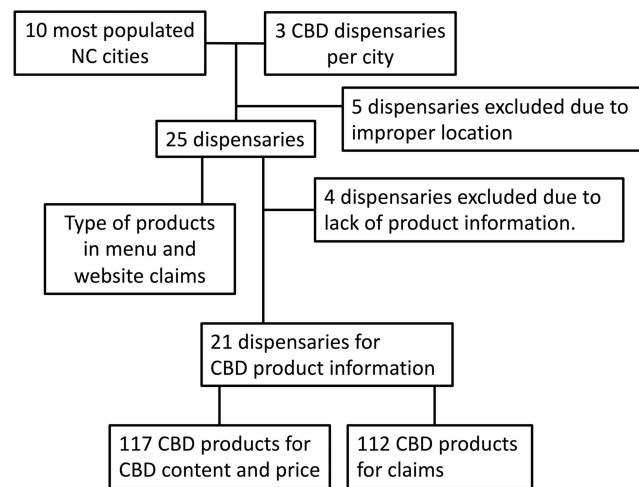 10 most populated
NC cities
3 CBD dispensaries
per city
5 dispensaries excluded due to
improper location
25 dispensaries
4 dispensaries excluded due to
lack of product information.
Type of products
in menu and
website claims
21 dispensaries for
CBD product information
117 CBD products for
CBD content and price
112 CBD products
for claims